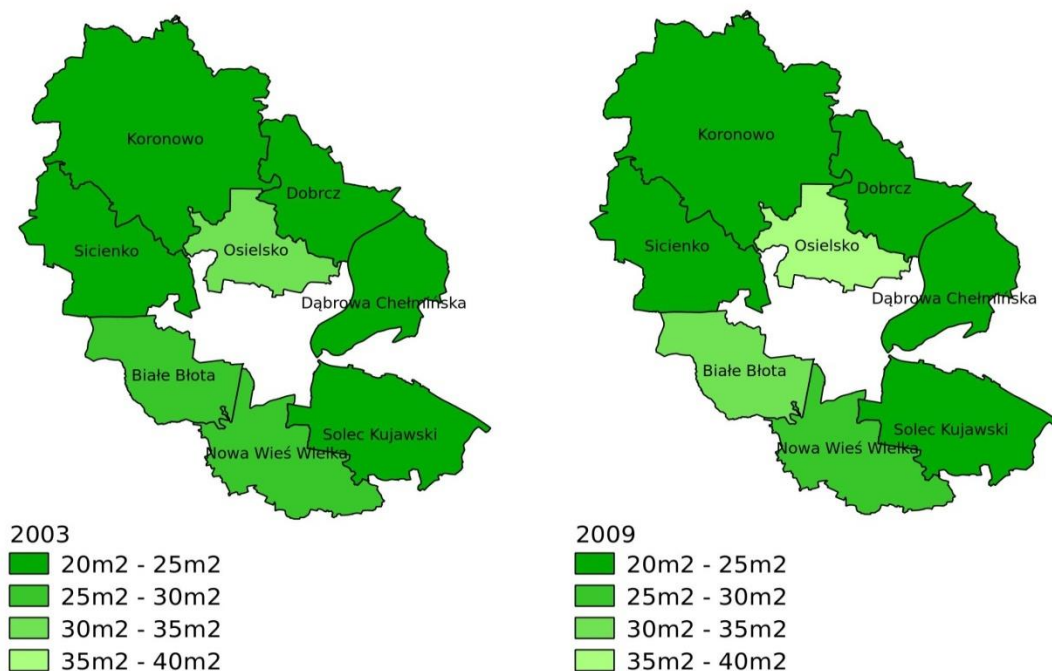 Koronowo
Dobrcz
Sicienko
Osielsko
Dąbrowa Chełmińska
Białe Błota
Solec Kujawski
Nowa Wieś Wielka
2003
20m2 - 25m2
25m2 - 30m2
30m2 - 35m2
35m2 - 40m2
Koronowo
Dobrcz
Sicienko
Osielsko
Dąbrowa Chełmińska
Białe Błota
Solec Kujawski
Nowa Wieś Wielka
2009
20m2 - 25m2
25m2 - 30m2
30m2 - 35m2
35m2 - 40m2